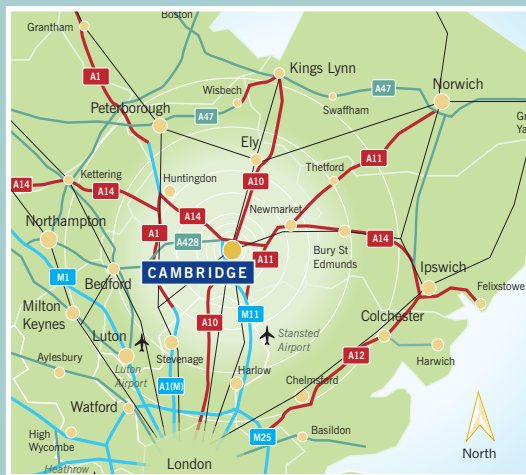 Boston
Grantham
A1
Kings Lynn
Wisbech
A47
Norwich
Swaffham
Peterborough
A47
Ely
A11
Thetford
Kettering
Huntingdon
A10
A14
A14
A14
Newmarket
Northampton
A1
A428
A14
Bury St
Edmunds
A11
CAMBRIDGE
M1
Bedford
Ipswich
Felixstowe
Milton
Keynes
A10
M11
Colchester
Luton
Stansted
Airport
Stevenage
A12
Harwich
Aylesbury
Luton
Airport
A1(M)
Harlow
Chelmsford
Watford
High
Wycombe
M25
Basildon
London
North
Heathrow